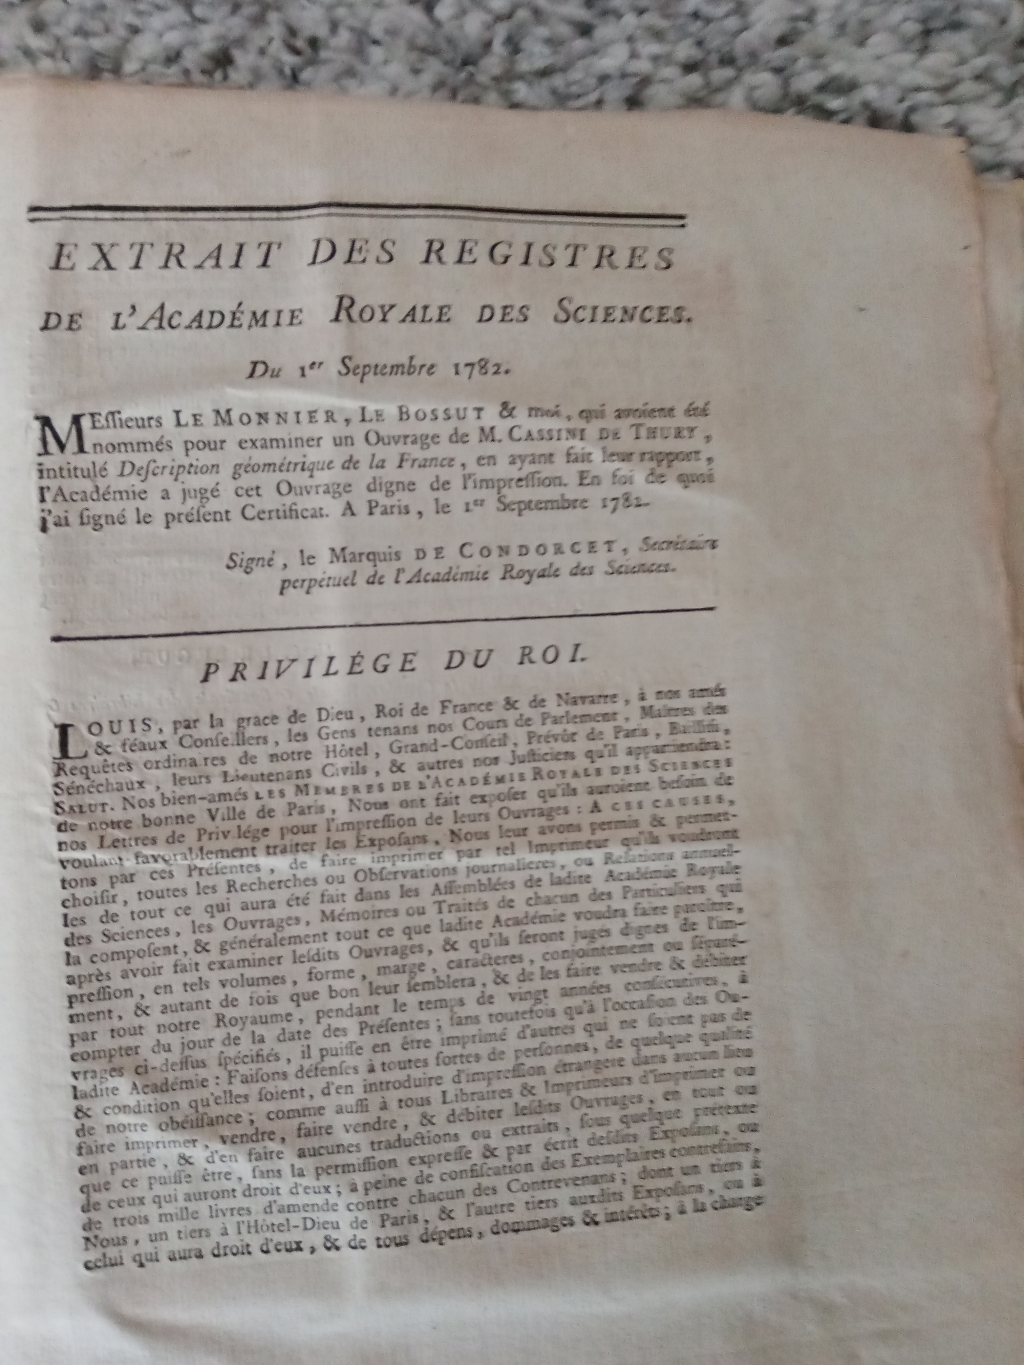 EXTRAIT DES REGISTRES
DE L'ACADÉMIE ROYALE DES SCIENCES.
Du 1er Septembre 1782.
MEſſieurs LE MONNIER, LE BOSSUT & moi, qui avoient été
nommés pour examiner un Ouvrage de M. CASSINI DE THURY,
intitulé Deſcription géométrique de la France, en ayant fait leur rapport,
l'Académie a jugé cet Ouvrage digne de l'impreſſion. En foi de quoi
j'ai ſigné le préſent Certificat. A Paris, le 1er Septembre 1782.
Signé, le Marquis DE CONDORCET, Secrétaire
perpétuel de l'Académie Royale des Sciences.
PRIVILÉGE DU ROI.
LOUIS, par la grace de Dieu, Roi de France & de Navarre, à nos amés
& féaux Conſeillers, les Gens tenans nos Cours de Parlement, Maîtres des
Requêtes ordinaires de notre Hôtel, Grand-Conſeil, Prévôt de Paris, Baillifs,
Sénéchaux, leurs Lieutenans Civils, & autres nos Juſticiers qu'il appartiendra:
SALUT. Nos bien-amés LES MEMBRES DE L'ACADÉMIE ROYALE DES SCIENCES
de notre bonne Ville de Paris, Nous ont fait expoſer qu'ils auroient beſoin de
nos Lettres de Privilége pour l'impreſſion de leurs Ouvrages: A CES CAUSES,
voulant favorablement traiter les Expoſans, Nous leur avons permis & permet-
tons par ces Préſentes, de faire imprimer par tel Imprimeur qu'ils voudront
choiſir, toutes les Recherches ou Obſervations journalieres, ou Relations annuel-
les de tout ce qui aura été fait dans les Aſſemblées de ladite Académie Royale
des Sciences, les Ouvrages, Mémoires ou Traités de chacun des Particuliers qui
la compoſent, & généralement tout ce que ladite Académie voudra faire paroître,
après avoir fait examiner leſdits Ouvrages, & qu'ils ſeront jugés dignes de l'im-
preſſion, en tels volumes, forme, marge, caracteres, conjointement ou ſéparé-
ment, & autant de fois que bon leur ſemblera, & de les faire vendre & débiter
par tout notre Royaume, pendant le temps de vingt années conſécutives, à
compter du jour de la date des Préſentes; ſans toutefois qu'à l'occaſion des Ou-
vrages ci-deſſus ſpécifiés, il puiſſe en être imprimé d'autres qui ne ſoient pas de
ladite Académie: Faiſons défenſes à toutes ſortes de perſonnes, de quelque qualité
& condition qu'elles ſoient, d'en introduire d'impreſſion étrangere dans aucun lieu
de notre obéiſſance; comme auſſi à tous Libraires & Imprimeurs d'imprimer ou
faire imprimer, vendre, faire vendre, & débiter leſdits Ouvrages, en tout ou
en partie, & d'en faire aucunes traductions ou extraits, ſous quelque prétexte
que ce puiſſe être, ſans la permiſſion expreſſe & par écrit deſdits Expoſans, ou
de ceux qui auront droit d'eux; à peine de confiſcation des Exemplaires contrefaits,
de trois mille livres d'amende contre chacun des Contrevenans; dont un tiers à
Nous, un tiers à l'Hôtel-Dieu de Paris, & l'autre tiers auxdits Expoſans, ou à
celui qui aura droit d'eux, & de tous dépens, dommages & intérêts; à la charge